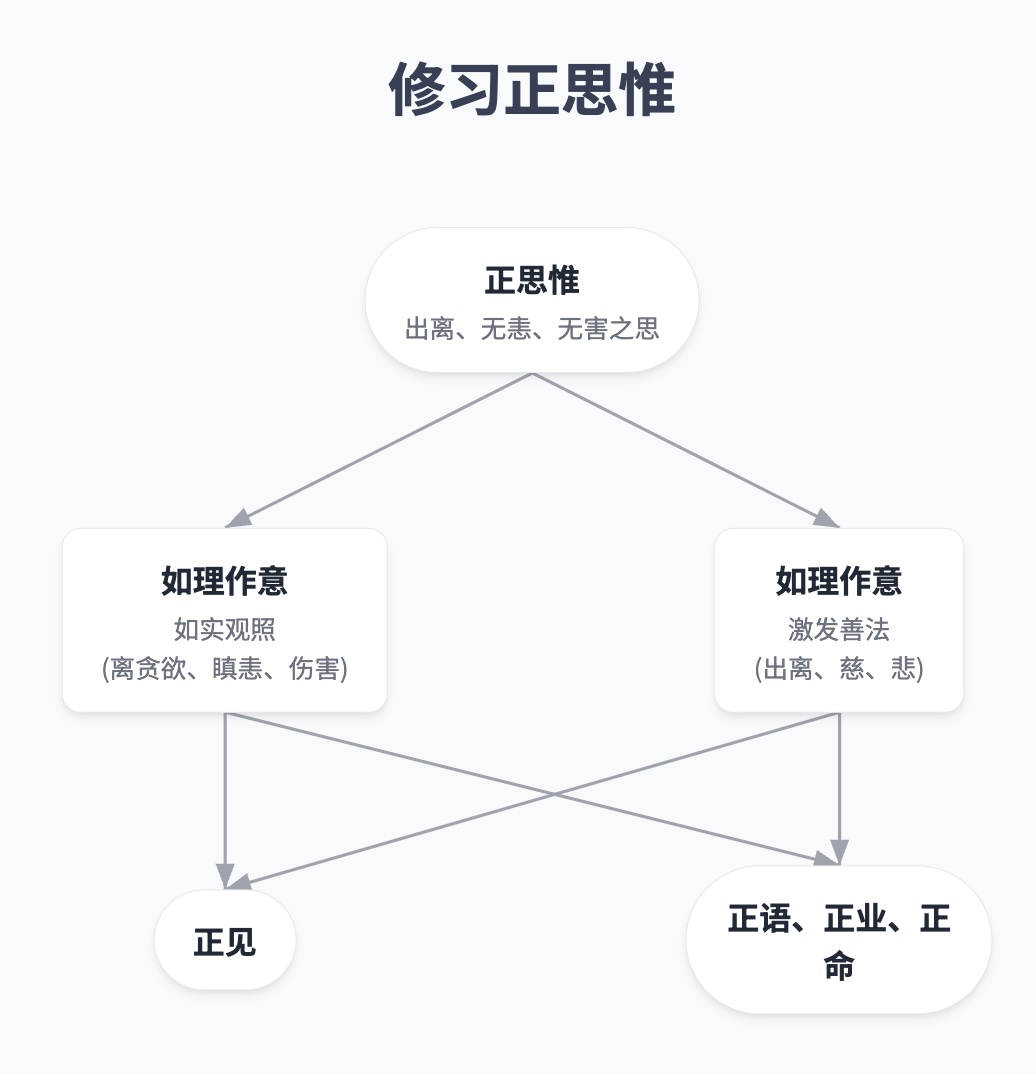 修习正思惟
正思惟
出离、无恚、无害之思
如理作意
如实观照
(离贪欲、瞋恚、伤害)
如理作意
激发善法
(出离、慈、悲)
正见
正语、正业、正
命